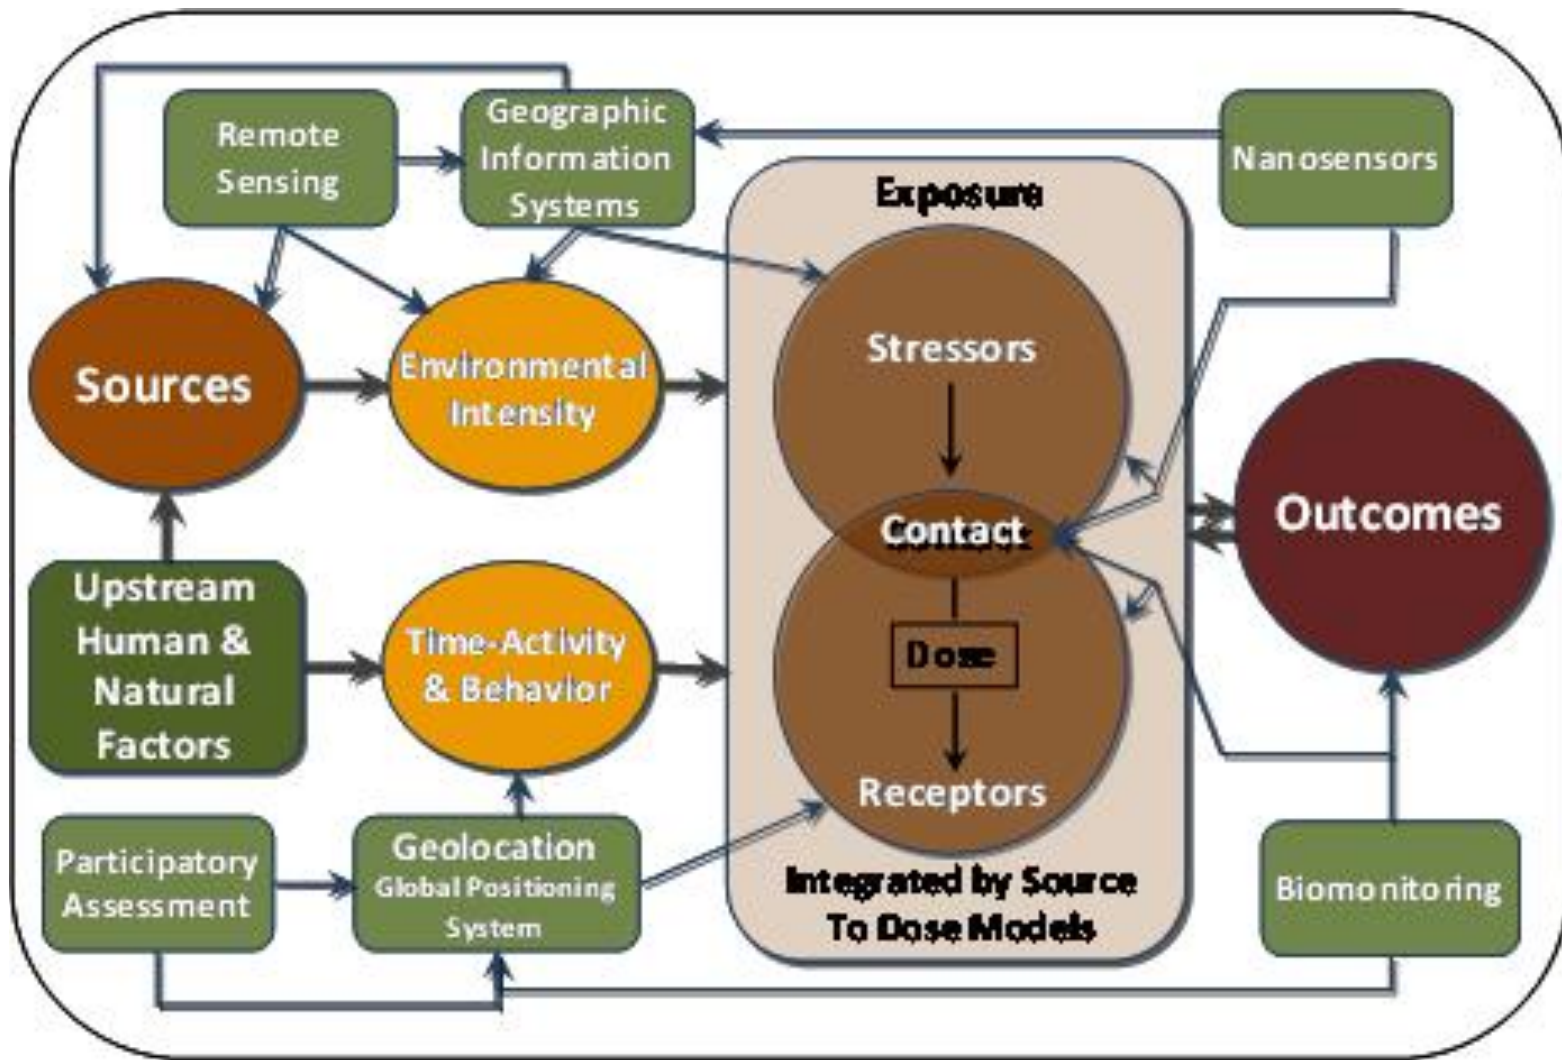 Remote
Sensing
Geographic
Information
Systems
Nanosensors
Exposure
Sources
Environmental
Intensity
Stressors
Contact
Outcomes
Upstream
Human &
Natural
Factors
Time-Activity
& Behavior
Dose
Receptors
Participatory
Assessment
Geolocation
Global Positioning
System
Integrated by Source
To Dose Models
Biomonitoring